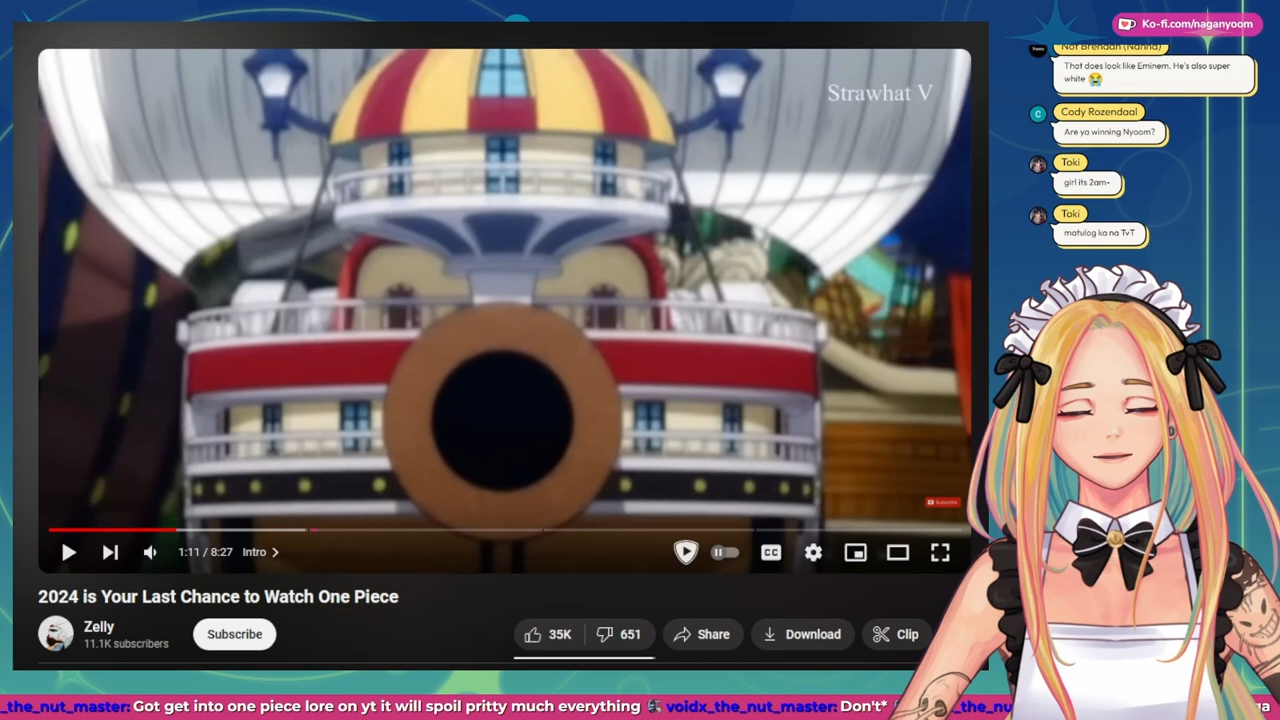 Ko-fi.com/naganyoom
Not Brendan (Nanna)
That does look like Eminem. He's also super
white
Cody Rozendaal
Are ya winning Nyoom?
Toki
girl its 2am-
Toki
matulog ka na TvT
Strawhat V
Subscribe
1:11 / 8:27 Intro
CC
2024 is Your Last Chance to Watch One Piece
Zelly
11.1K subscribers
Subscribe
35K
651
Share
Download
Clip
_the_nut_master: Got get into one piece lore on yt it will spoil pritty much everything voidx_the_nut_master: Don't* _the_nu